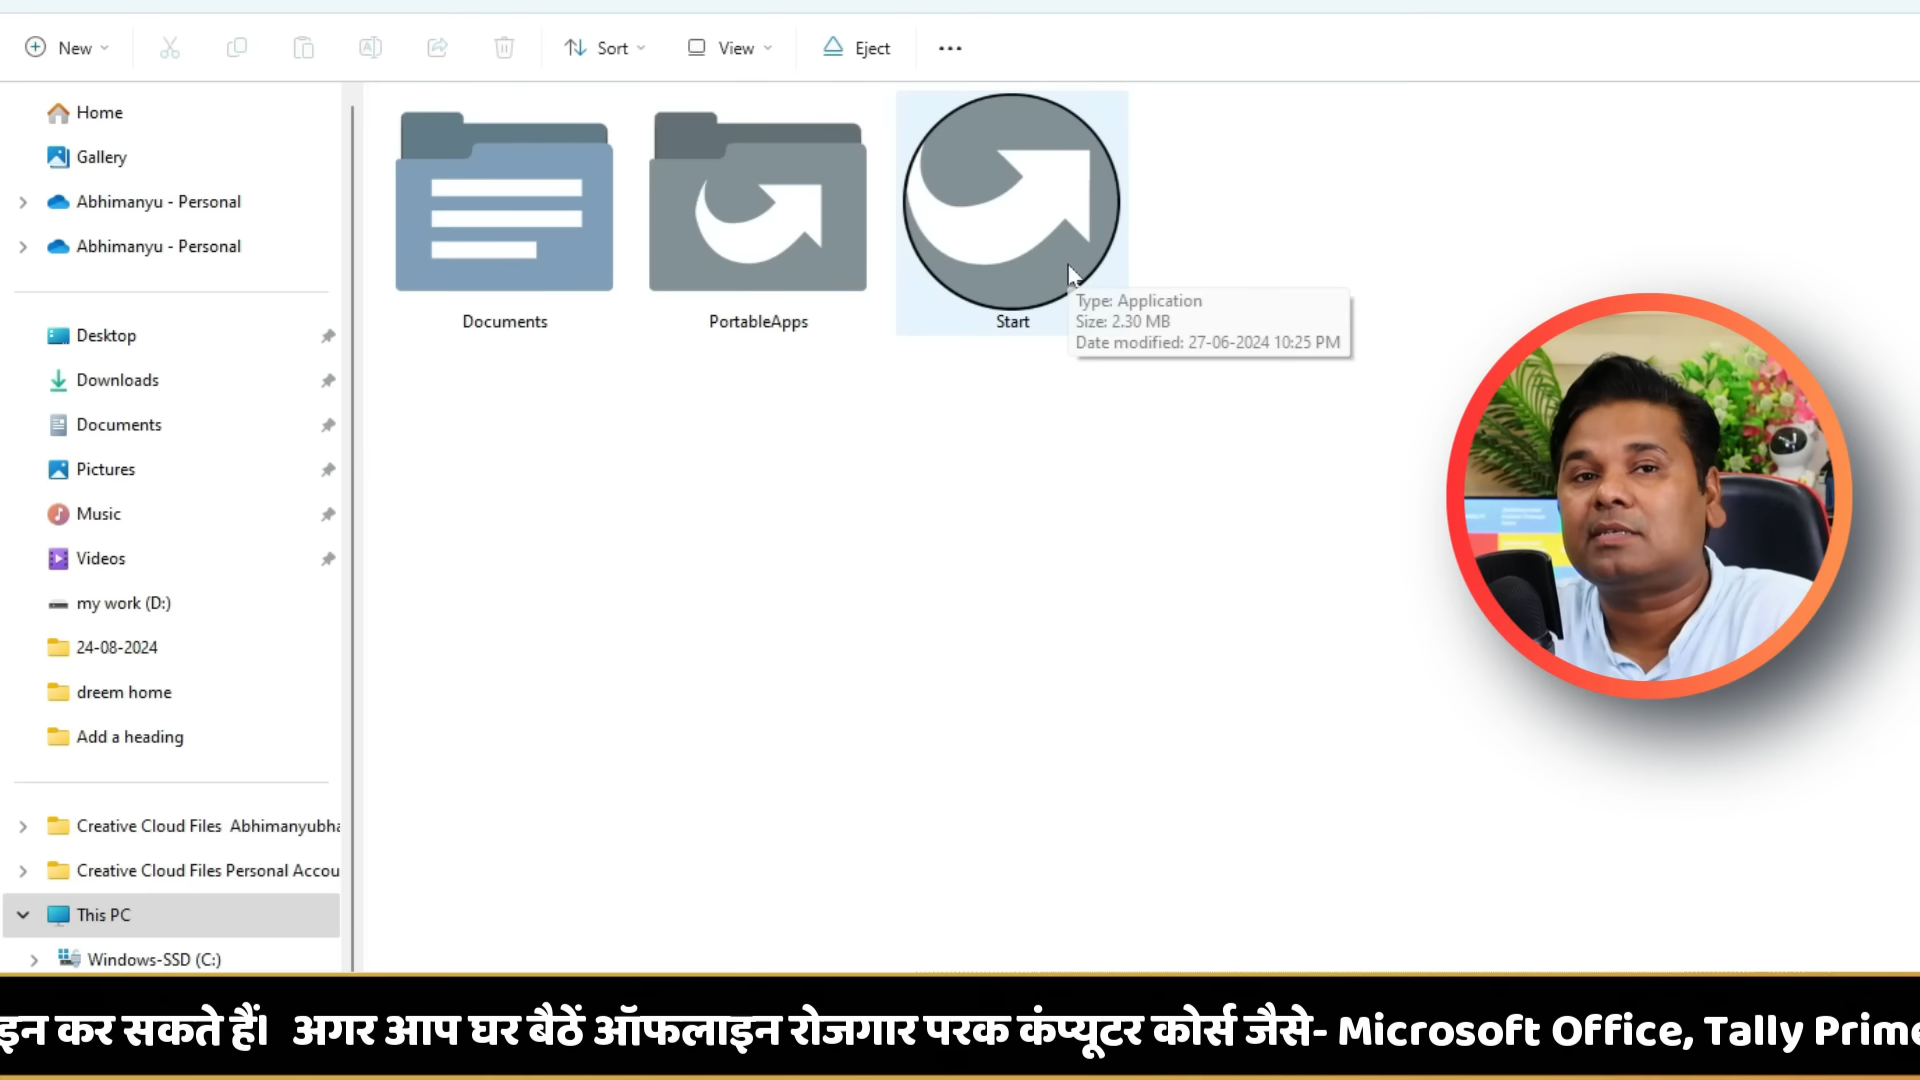 New
Sort
View
Eject
Home
Gallery
Abhimanyu - Personal
Abhimanyu - Personal
Desktop
Downloads
Documents
Pictures
Music
Videos
my work (D:)
24-08-2024
dreem home
Add a heading
Creative Cloud Files Abhimanyubha
Creative Cloud Files Personal Accou
This PC
Windows-SSD (C:)
Documents
PortableApps
Start
Type: Application
Size: 2.30 MB
Date modified: 27-06-2024 10:25 PM
इन कर सकते हैं। अगर आप घर बैठें ऑफलाइन रोजगार परक कंप्यूटर कोर्स जैसे- Microsoft Office, Tally Prime